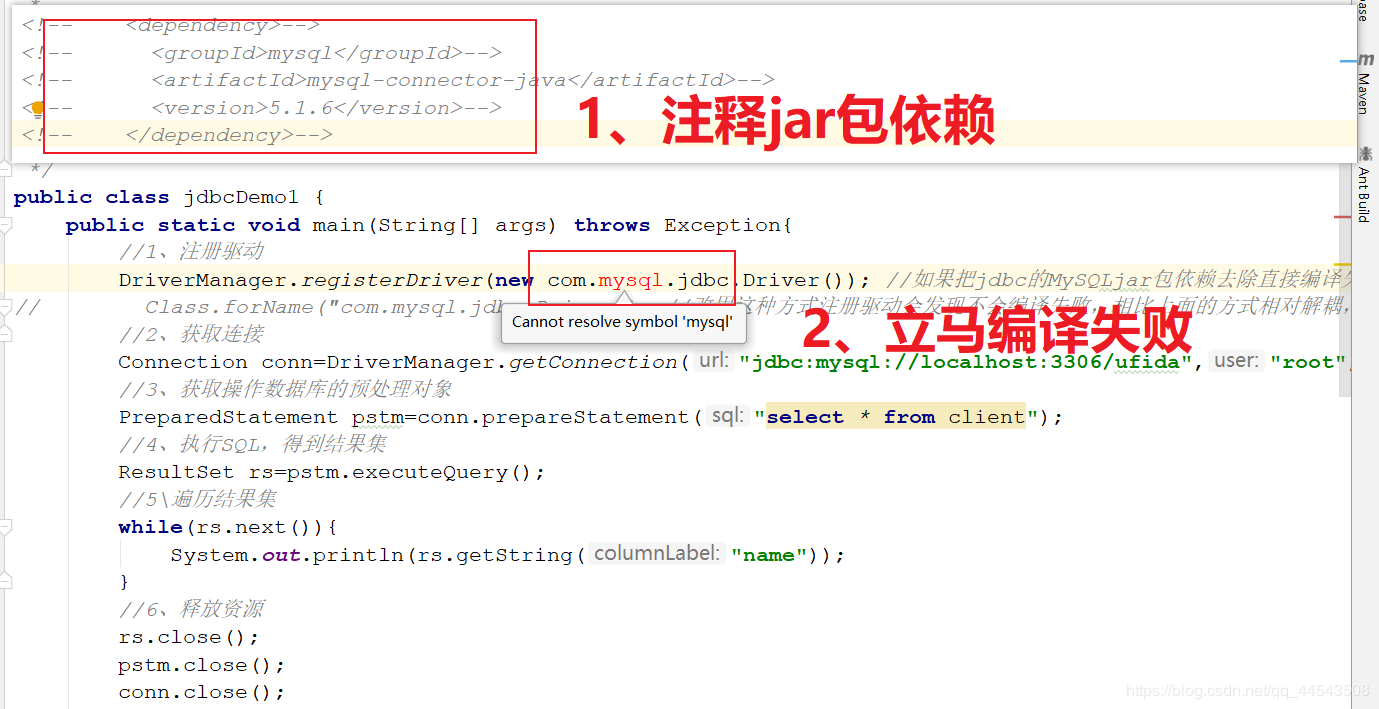 *
<!-- <dependency>-->
<!-- <groupId>mysql</groupId>-->
<!-- <artifactId>mysql-connector-java</artifactId>-->
<!-- <version>5.1.6</version>-->
<!-- </dependency>-->
1、注释jar包依赖
*/
public class jdbcDemo1 {
public static void main(String[] args) throws Exception{
//1、注册驱动
DriverManager.registerDriver(new com.mysql.jdbc.Driver()); //如果把jdbc的MySQLjar包依赖去除直接编译
// Class.forName("com.mysql.jdbc 这种方式注册驱动会发现不会编译失败，相比上面的方式相对解耦，
Cannot resolve symbol 'mysql'
2、立马编译失败
//2、获取连接
Connection conn=DriverManager.getConnection( url: "jdbc:mysql://localhost:3306/ufida", user: "root",
//3、获取操作数据库的预处理对象
PreparedStatement pstm=conn.prepareStatement( sql: "select * from client");
//4、执行SQL，得到结果集
ResultSet rs=pstm.executeQuery();
//5\遍历结果集
while(rs.next()){
System.out.println(rs.getString( columnLabel: "name"));
}
//6、释放资源
rs.close();
pstm.close();
conn.close();
ase
m
Maven
Ant Build
https://blog.csdn.net/qq_44543508